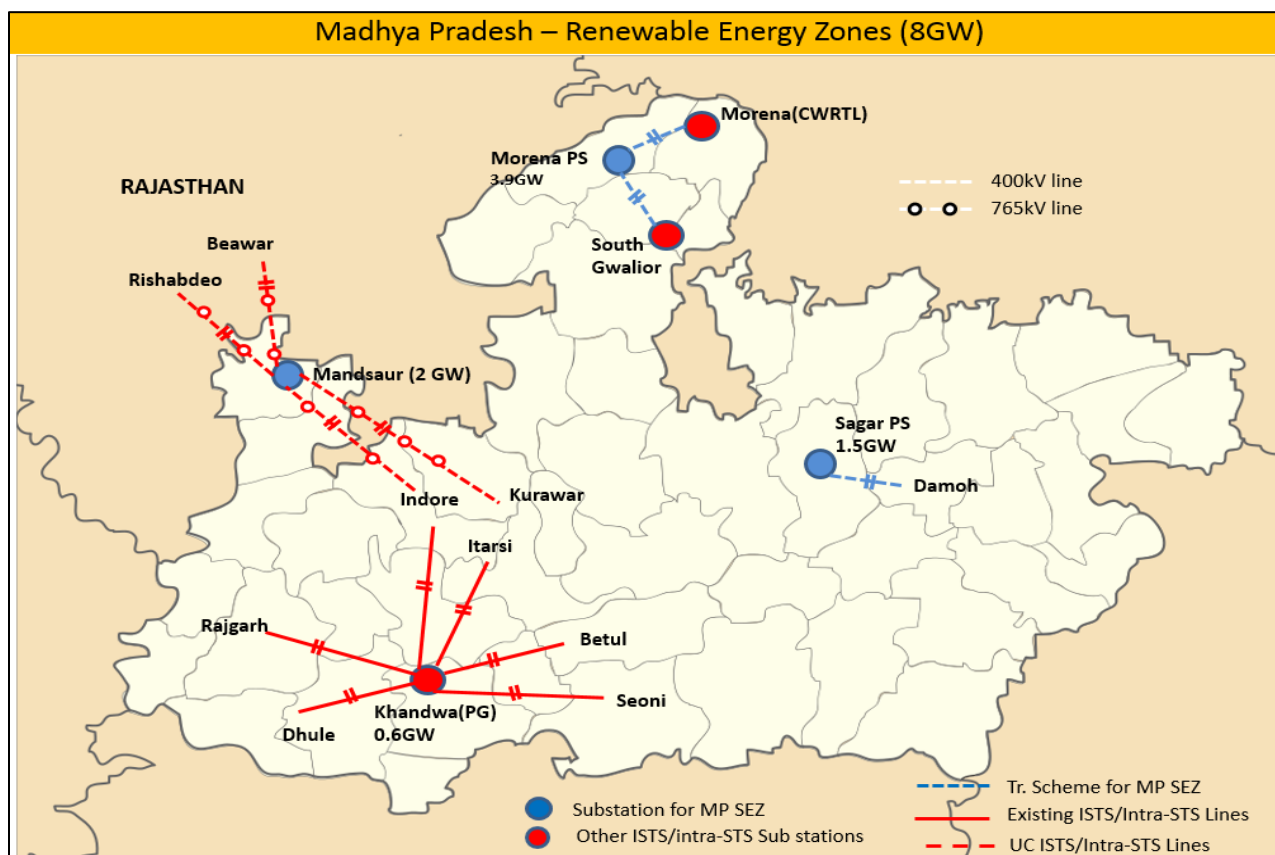 Madhya Pradesh – Renewable Energy Zones (8GW)
Morena(CWRTL)
Morena PS
3.9GW
RAJASTHAN
400kV line
765kV line
Beawar
South
Gwalior
Rishabdeo
Mandsaur (2 GW)
Sagar PS
1.5GW
Damoh
Indore
Kurawar
Itarsi
Rajgarh
Betul
Seoni
Khandwa(PG)
0.6GW
Dhule
Substation for MP SEZ
Other ISTS/intra-STS Sub stations
Tr. Scheme for MP SEZ
Existing ISTS/Intra-STS Lines
UC ISTS/Intra-STS Lines